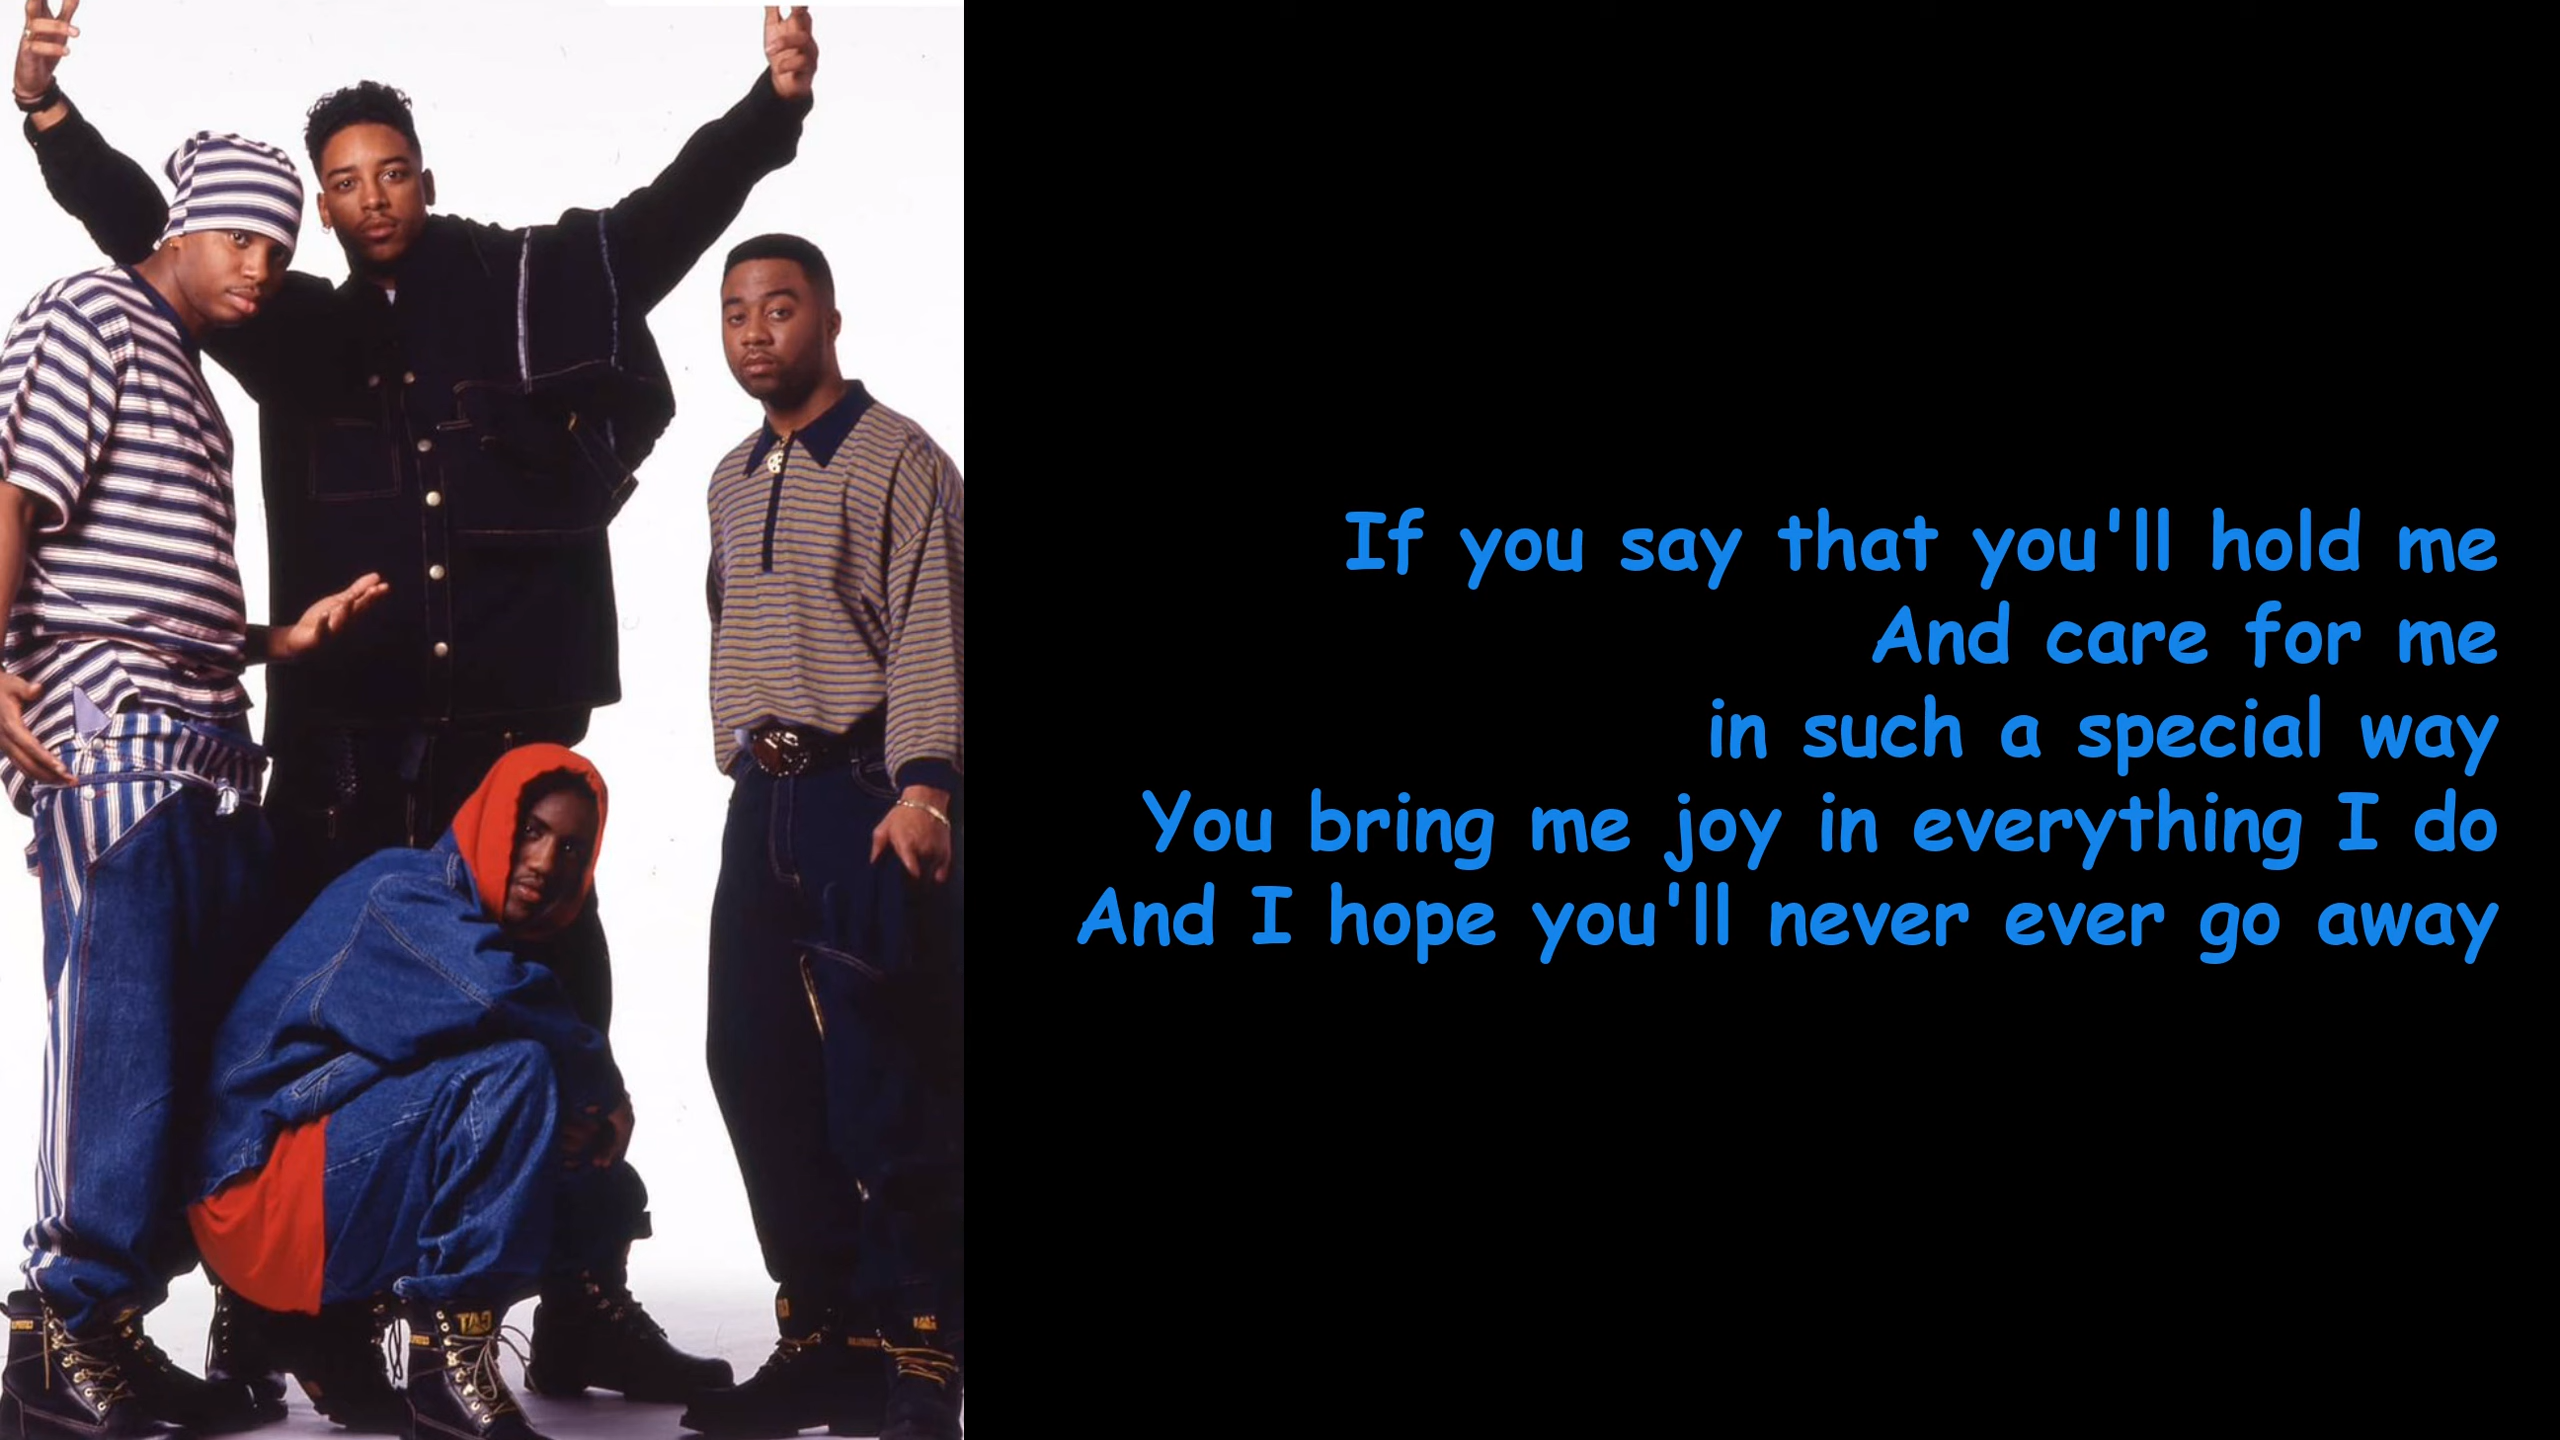 If you say that you'll hold me
And care for me
in such a special way
You bring me joy in everything I do
And I hope you'll never ever go away
CAT